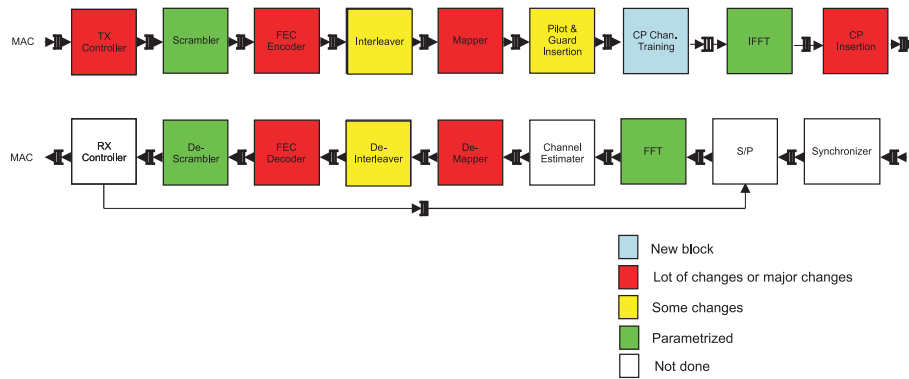 MAC
TX
Controller
Scrambler
FEC
Encoder
Interleaver
Mapper
Pilot &
Guard
Insertion
CP Chan.
Training
IFFT
CP
Insertion
MAC
RX
Controller
De-
Scrambler
FEC
Decoder
De-
Interleaver
De-
Mapper
Channel
Estimater
FFT
S/P
Synchronizer
New block
Lot of changes or major changes
Some changes
Parametrized
Not done